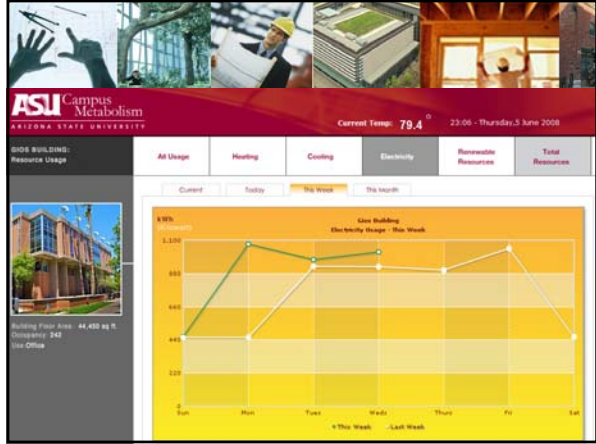 ASU Campus
Metabolism
ARIZONA STATE UNIVERSITY
Current Temp: 79.4 °
23:06 - Thursday,5 June 2008
GIOS BUILDING:
Resource Usage
All Usage
Heating
Cooling
Electricity
Renewable
Resources
Total
Resources
Current
Today
This Week
This Month
kWh
(Kilowatt)
Gios Building
Electricity Usage - This Week
1,100
880
660
440
220
0
Sun
Mon
Tues
Weds
Thurs
Fri
Sat
This Week
Last Week
Building Floor Area: 44,450 sq ft.
Occupancy: 242
Use Office